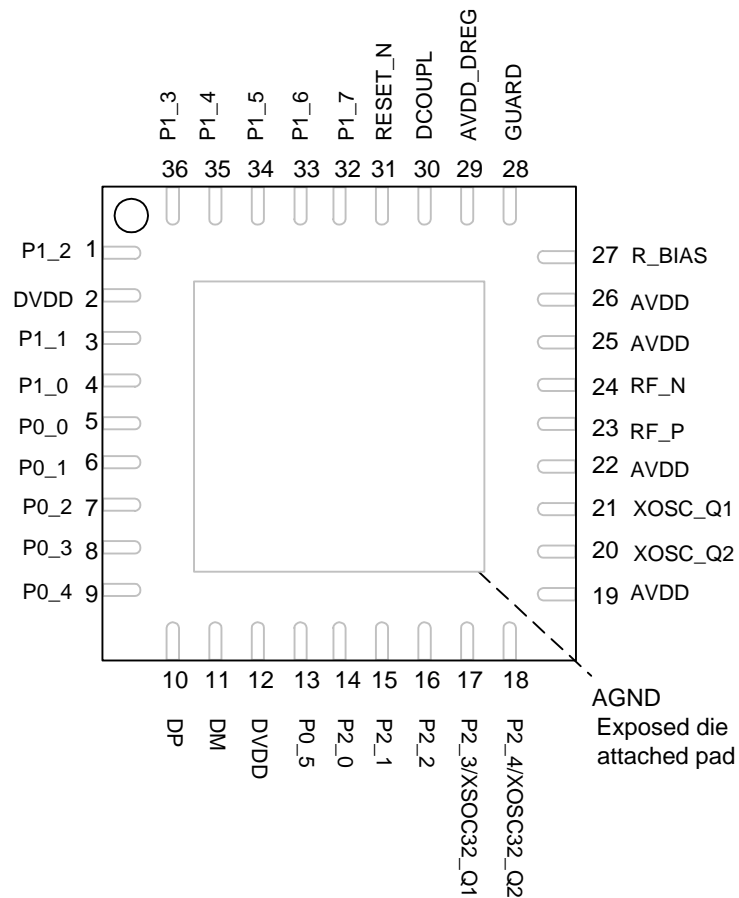 P1_3
P1_4
P1_5
P1_6
P1_7
RESET_N
DCOUPL
AVDD_DREG
GUARD
36 35 34 33 32 31 30 29 28
P1_2 1
DVDD 2
P1_1 3
P1_0 4
P0_0 5
P0_1 6
P0_2 7
P0_3 8
P0_4 9
27 R_BIAS
26 AVDD
25 AVDD
24 RF_N
23 RF_P
22 AVDD
21 XOSC_Q1
20 XOSC_Q2
19 AVDD
10 11 12 13 14 15 16 17 18
DP
DM
DVDD
P0_5
P2_0
P2_1
P2_2
P2_3/XSOC32_Q1
P2_4/XOSC32_Q2
AGND
Exposed die
attached pad